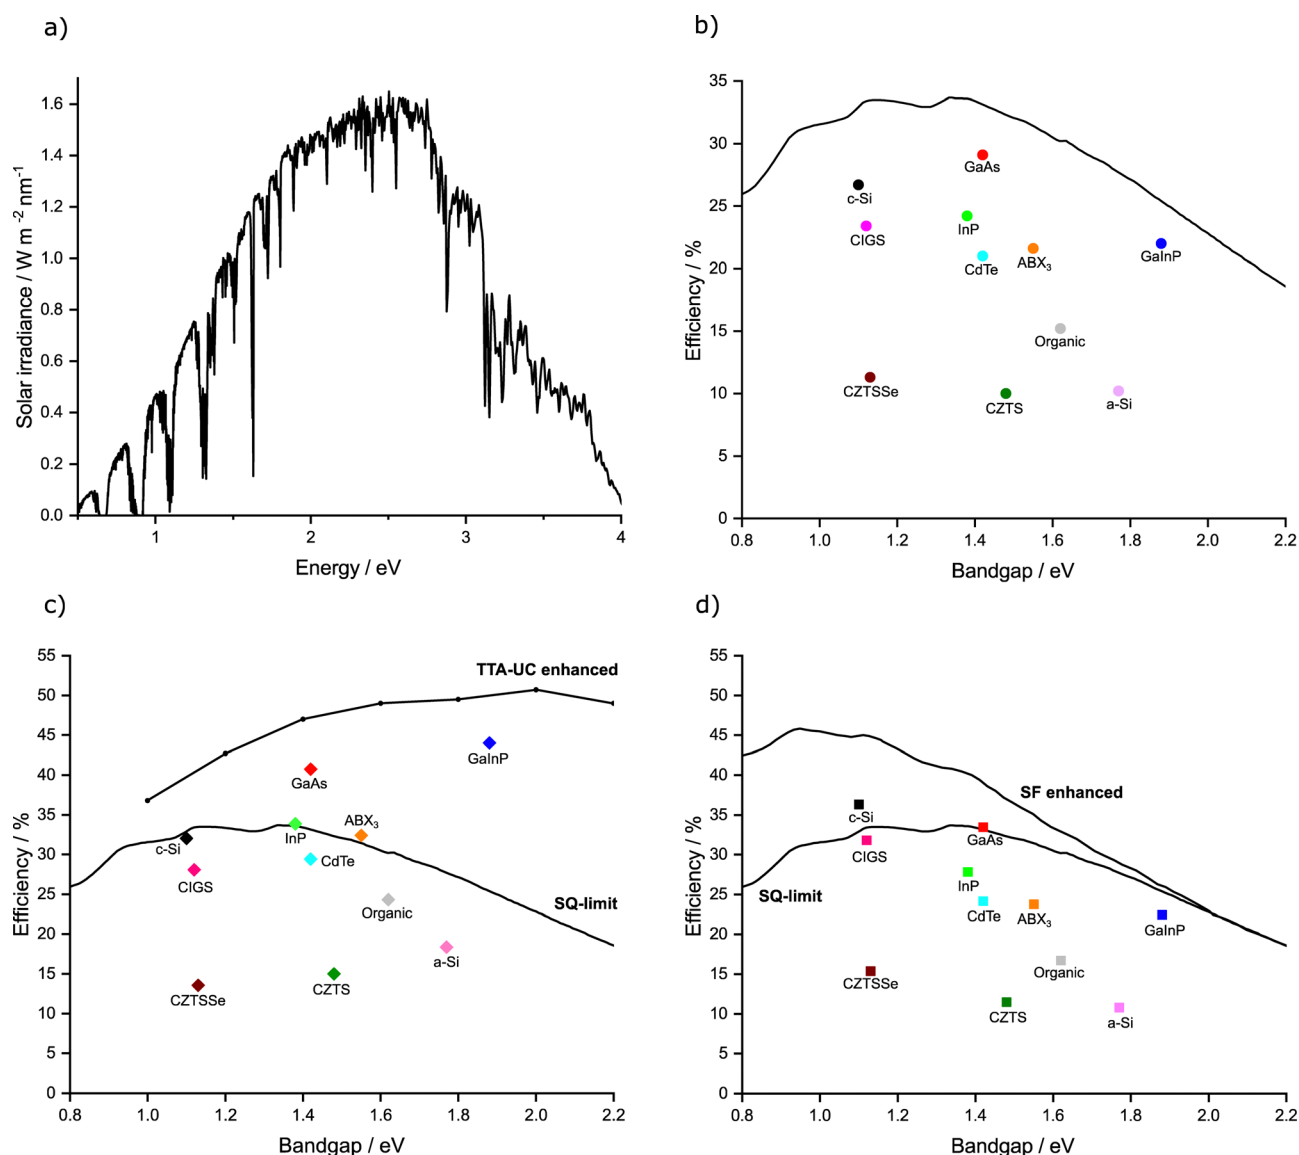 a)
Solar irradiance / W m⁻² nm⁻¹
1.6
1.4
1.2
1.0
0.8
0.6
0.4
0.2
0.0
1 2 3 4
Energy / eV
b)
Efficiency / %
35
30
25
20
15
10
5
0
GaAs
c-Si
InP
CIGS
CdTe
ABX₃
GaInP
Organic
CZTSSe
CZTS
a-Si
0.8 1.0 1.2 1.4 1.6 1.8 2.0 2.2
Bandgap / eV
c)
Efficiency / %
55
50
45
40
35
30
25
20
15
10
5
0
TTA-UC enhanced
GaInP
GaAs
ABX₃
InP
c-Si
CdTe
CIGS
SQ-limit
Organic
a-Si
CZTS
CZTSSe
0.8 1.0 1.2 1.4 1.6 1.8 2.0 2.2
Bandgap / eV
d)
Efficiency / %
55
50
45
40
35
30
25
20
15
10
5
0
SF enhanced
c-Si
GaAs
CIGS
InP
SQ-limit
CdTe
ABX₃
GaInP
Organic
CZTSSe
CZTS
a-Si
0.8 1.0 1.2 1.4 1.6 1.8 2.0 2.2
Bandgap / eV